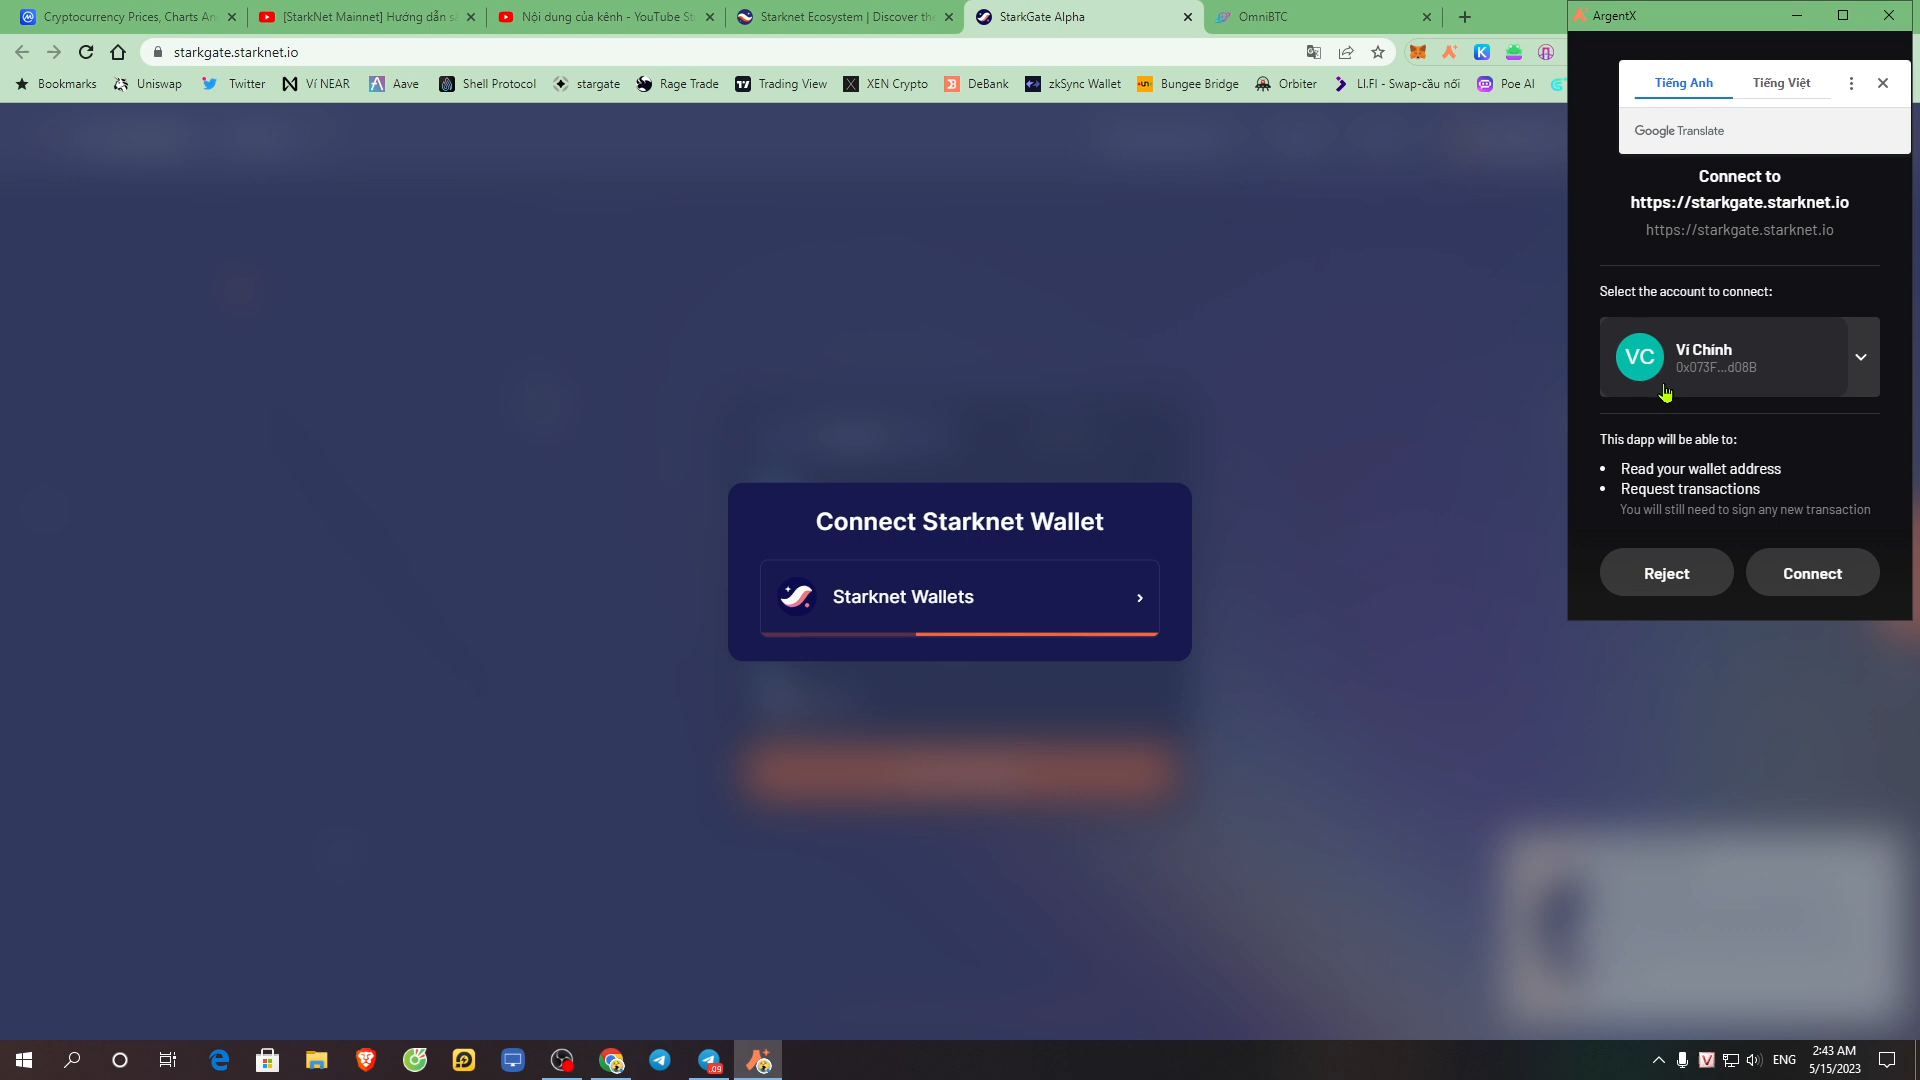 Cryptocurrency Prices, Charts An
[StarkNet Mainnet] Hướng dẫn s
Nội dung của kênh - YouTube St
Starknet Ecosystem | Discover the
StarkGate Alpha
OmniBTC
ArgentX
starkgate.starknet.io
Bookmarks
Uniswap
Twitter
Ví NEAR
Aave
Shell Protocol
stargate
Rage Trade
Trading View
XEN Crypto
DeBank
zkSync Wallet
Bungee Bridge
Orbiter
LI.FI - Swap-cầu nối
Poe AI
Tiếng Anh
Tiếng Việt
Google Translate
Connect to
https://starkgate.starknet.io
https://starkgate.starknet.io
Select the account to connect:
VC
Ví Chính
0x073F...d08B
This dapp will be able to:
• Read your wallet address
• Request transactions
You will still need to sign any new transaction
Reject
Connect
Connect Starknet Wallet
Starknet Wallets
ENG
2:43 AM
5/15/2023